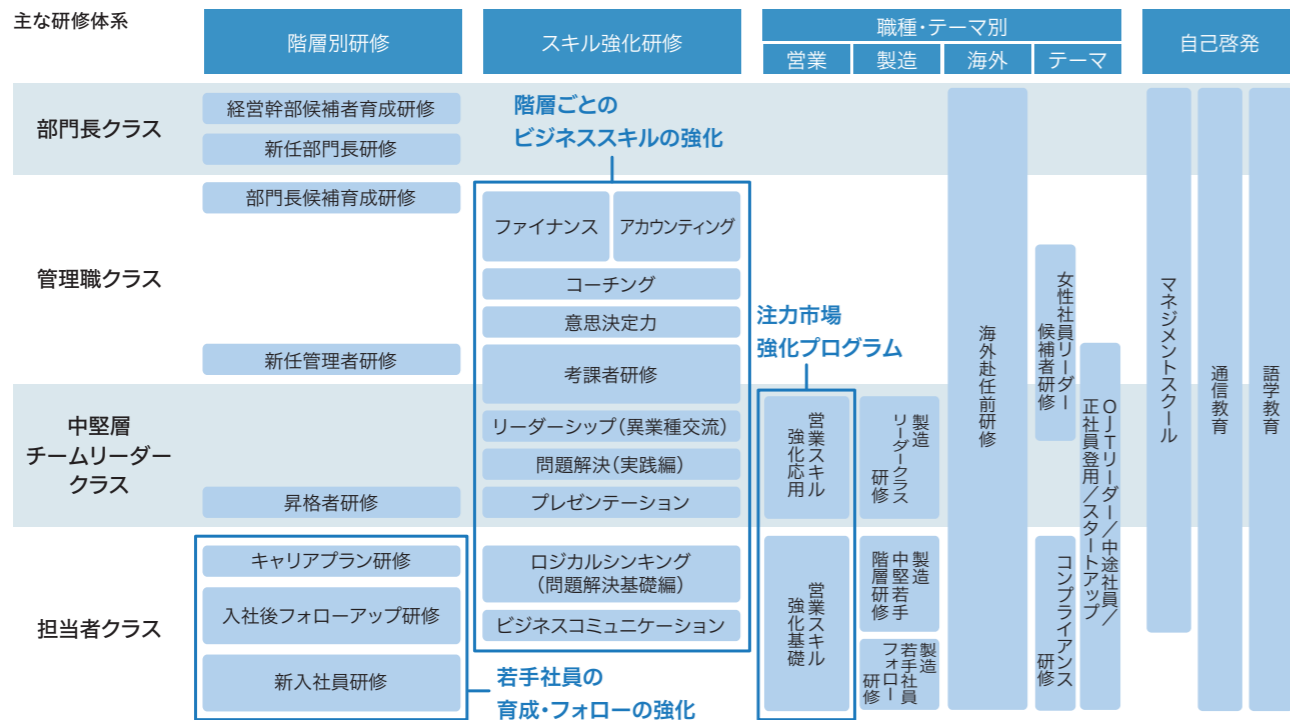 主な研修体系
階層別研修
スキル強化研修
職種・テーマ別
営業
製造
海外
テーマ
自己啓発
部門長クラス
経営幹部候補者育成研修
新任部門長研修
階層ごとの
ビジネススキルの強化
管理職クラス
部門長候補育成研修
新任管理者研修
ファイナンス
アカウンティング
コーチング
意思決定力
考課者研修
注力市場
強化プログラム
中堅層
チームリーダー
クラス
昇格者研修
リーダーシップ(異業種交流)
問題解決(実践編)
プレゼンテーション
営業スキル
強化応用
製造
リーダークラス
研修
担当者クラス
キャリアプラン研修
入社後フォローアップ研修
新入社員研修
ロジカルシンキング
(問題解決基礎編)
ビジネスコミュニケーション
若手社員の
育成・フォローの強化
営業スキル
強化基礎
製造
中堅若手
階層研修
製造
若手社員
フォロー
研修
海外赴任前研修
女性社員リーダー
候補者研修
OJTリーダー/中途社員/
正社員登用/スタートアップ
コンプライアンス
研修
マネジメントスクール
通信教育
語学教育